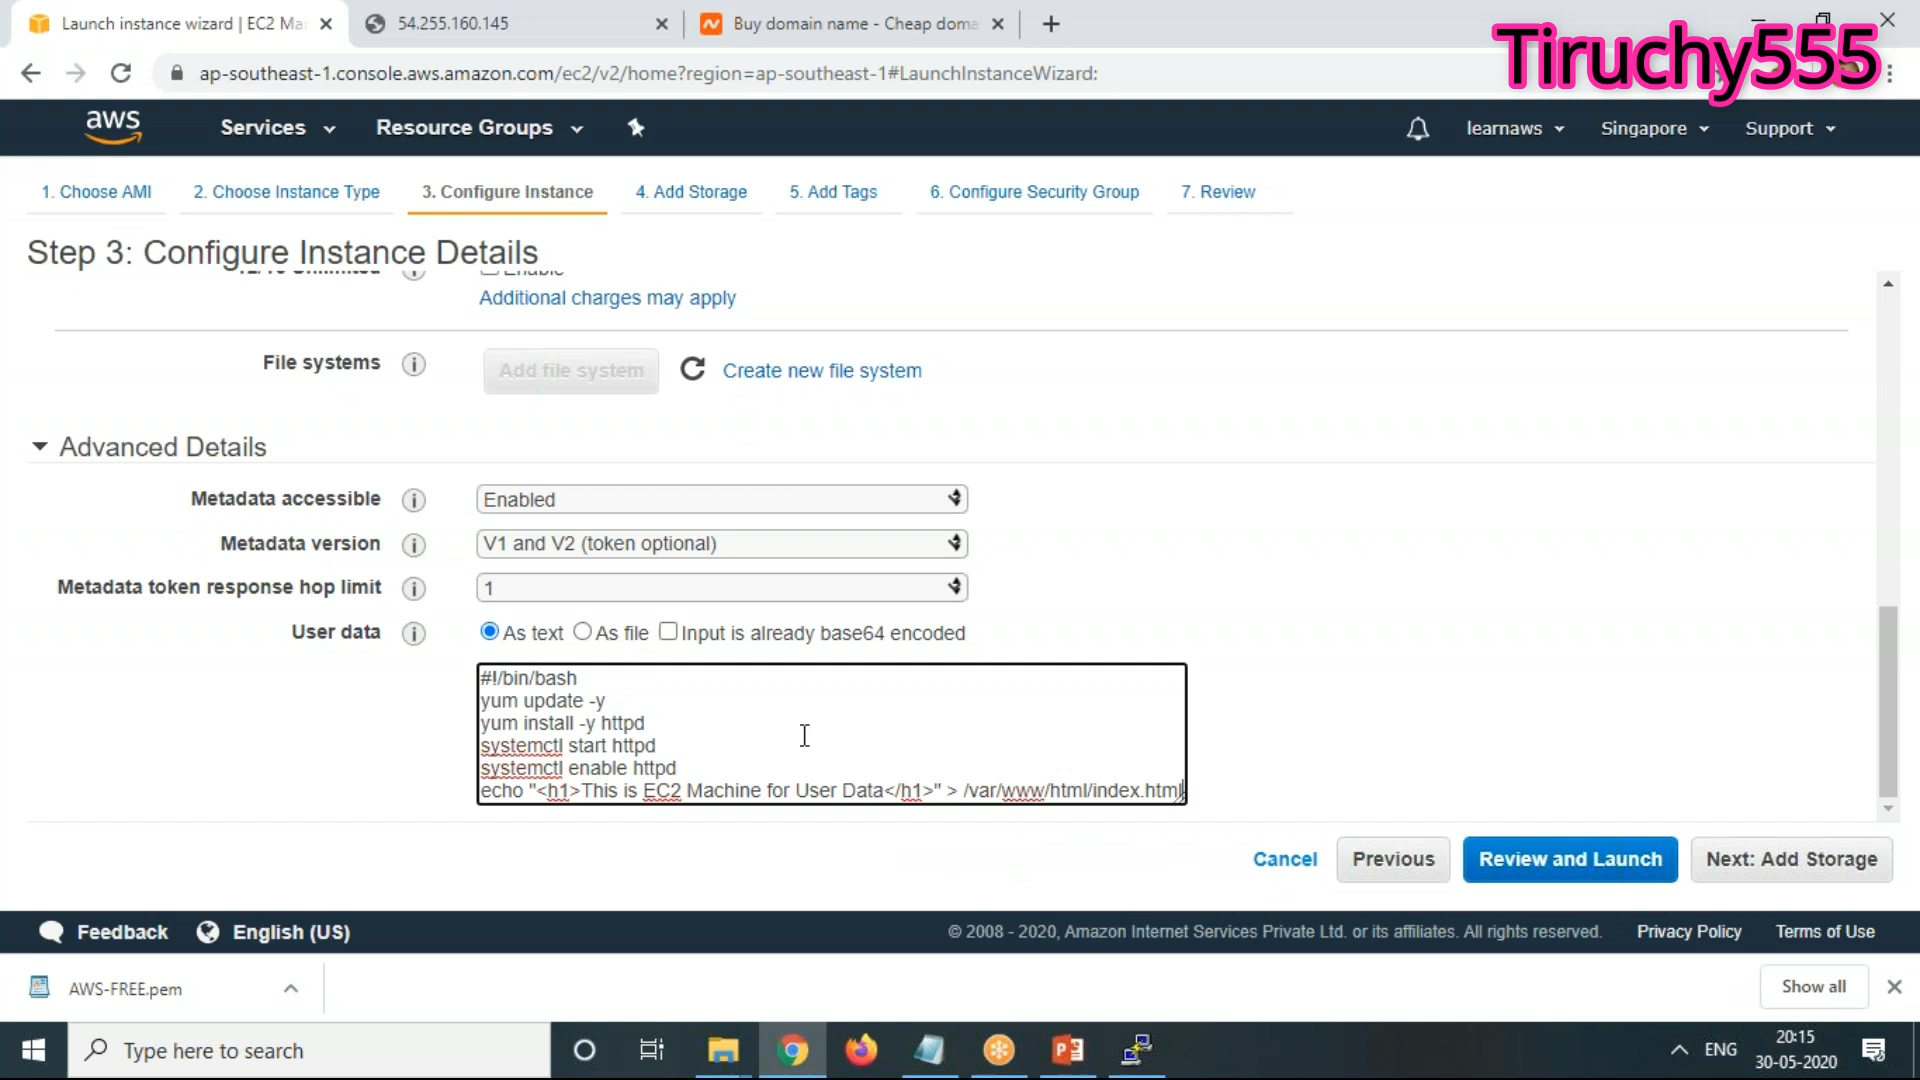 Launch instance wizard | EC2 Ma
54.255.160.145
Buy domain name - Cheap doma
Tiruchy555
ap-southeast-1.console.aws.amazon.com/ec2/v2/home?region=ap-southeast-1#LaunchInstanceWizard:
aws
Services
Resource Groups
learnaws
Singapore
Support
1. Choose AMI
2. Choose Instance Type
3. Configure Instance
4. Add Storage
5. Add Tags
6. Configure Security Group
7. Review
Step 3: Configure Instance Details
Enable
Additional charges may apply
File systems
Add file system
Create new file system
Advanced Details
Metadata accessible
Enabled
Metadata version
V1 and V2 (token optional)
Metadata token response hop limit
1
User data
As text
As file
Input is already base64 encoded
#!/bin/bash
yum update -y
yum install -y httpd
systemctl start httpd
systemctl enable httpd
echo "<h1>This is EC2 Machine for User Data</h1>" > /var/www/html/index.html
Cancel
Previous
Review and Launch
Next: Add Storage
Feedback
English (US)
© 2008 - 2020, Amazon Internet Services Private Ltd. or its affiliates. All rights reserved.
Privacy Policy
Terms of Use
AWS-FREE.pem
Show all
Type here to search
ENG
20:15
30-05-2020